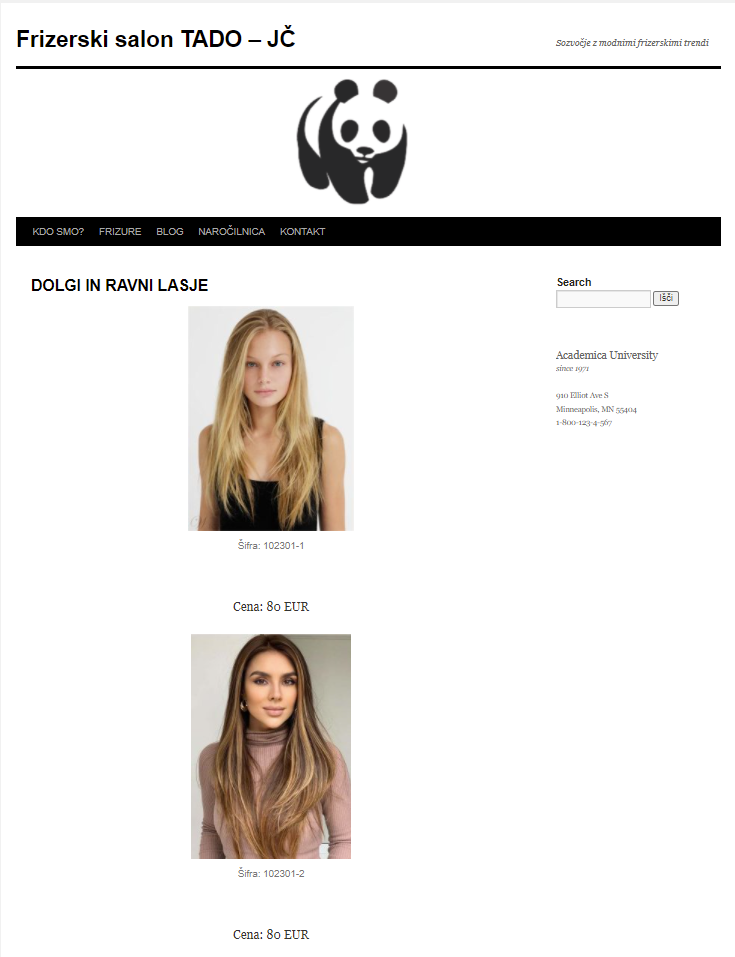 Frizerski salon TADO – JČ
Sozvočje z modnimi frizerskimi trendi
KDO SMO? FRIZURE BLOG NAROČILNICA KONTAKT
DOLGI IN RAVNI LASJE
Šifra: 102301-1
Cena: 80 EUR
Šifra: 102301-2
Cena: 80 EUR
Search
Išči
Academica University
since 1971
910 Elliot Ave S
Minneapolis, MN 55404
1-800-123-4-567